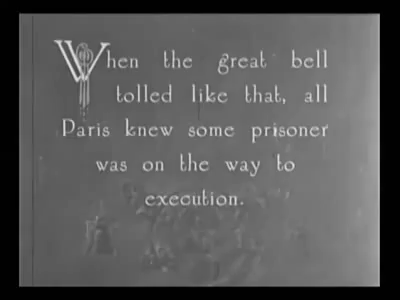 When the great bell
tolled like that, all
Paris knew some prisoner
was on the way to
execution.